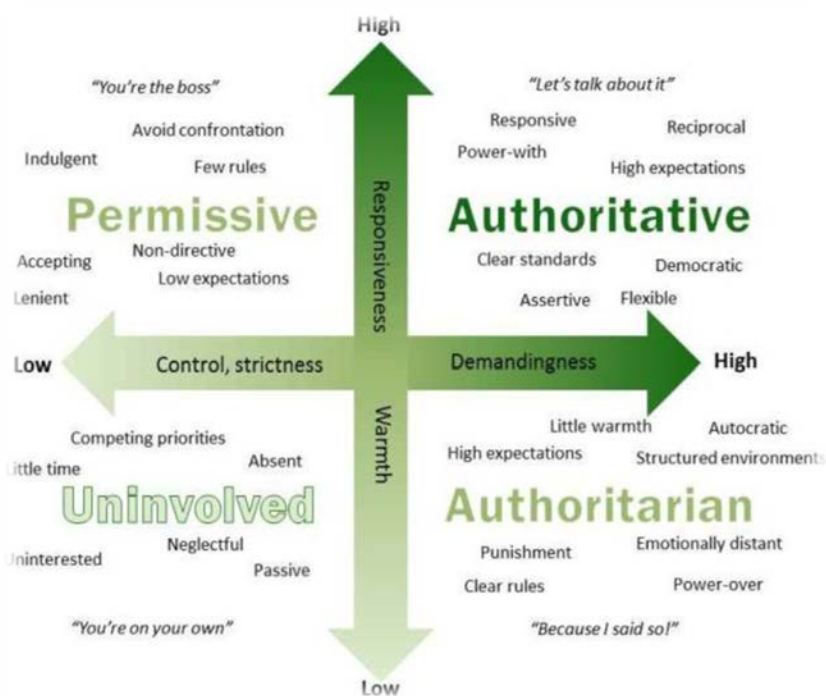 High
“You’re the boss”
“Let’s talk about it”
Avoid confrontation
Responsive
Reciprocal
Indulgent
Few rules
Power-with
High expectations
Permissive
Authoritative
Responsiveness
Accepting
Non-directive
Low expectations
Lenient
Clear standards
Democratic
Assertive
Flexible
Low
Control, strictness
Demandingness
High
Warmth
Competing priorities
Little time
Absent
Little warmth
Autocratic
High expectations
Structured environments
Uninvolved
Authoritarian
Uninterested
Neglectful
Passive
Punishment
Emotionally distant
Clear rules
Power-over
“You’re on your own”
“Because I said so!”
Low